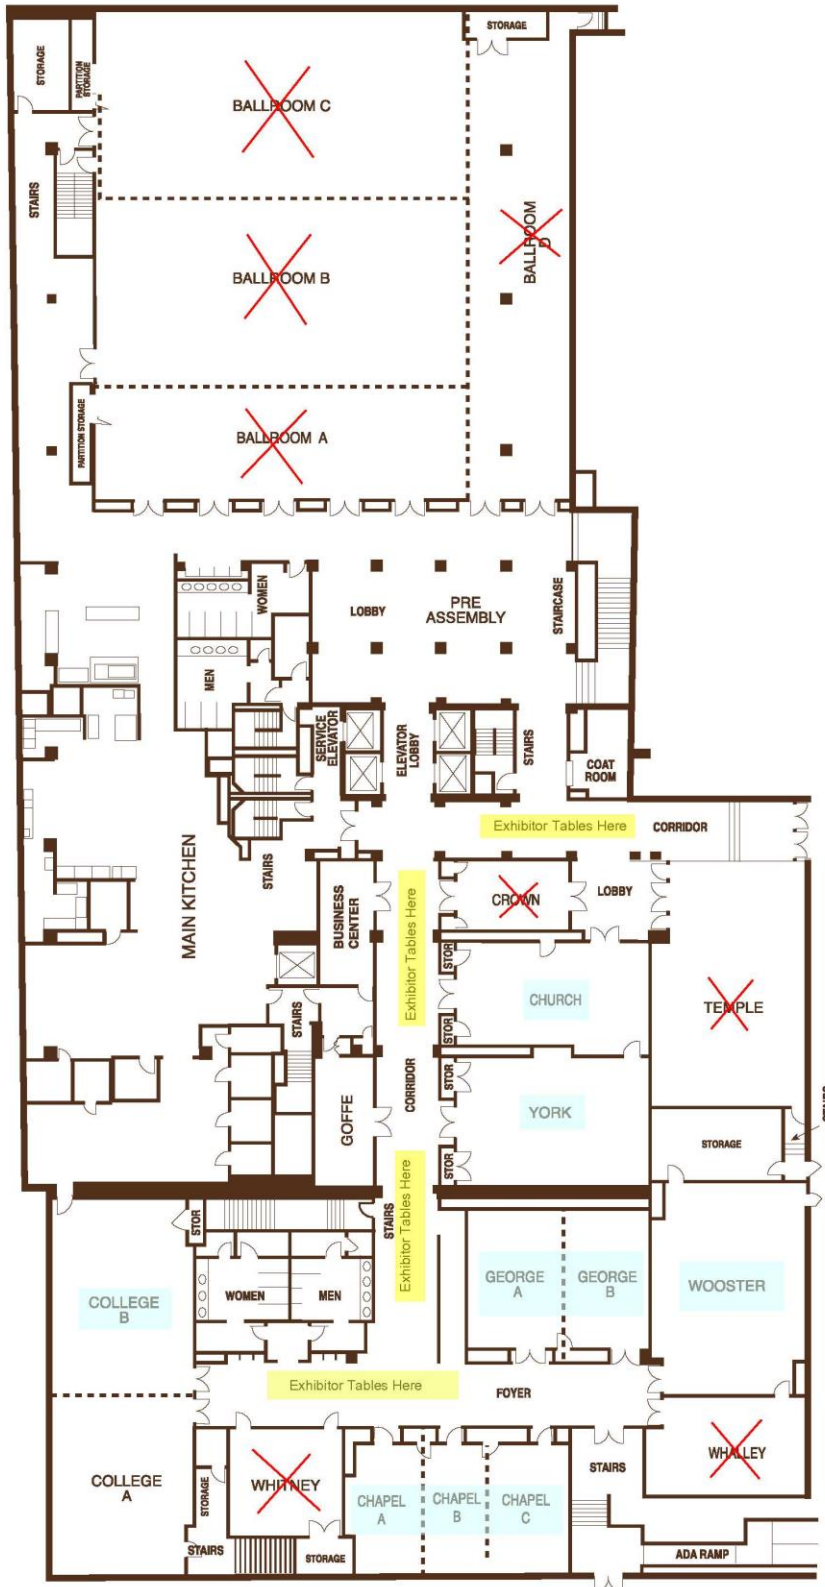 STORAGE
STORAGE
PARTITION
STORAGE
BALLROOM C
STAIRS
BALLROOM
D
BALLROOM B
PARTITION STORAGE
BALLROOM A
WOMEN
LOBBY
PRE
ASSEMBLY
STAIRCASE
MEN
SERVICE
ELEVATOR
ELEVATOR
LOBBY
STAIRS
COAT
ROOM
Exhibitor Tables Here
CORRIDOR
MAIN KITCHEN
STAIRS
BUSINESS
CENTER
Exhibitor Tables Here
CROWN
LOBBY
STOR
CHURCH
TEMPLE
STAIRS
STOR
CORRIDOR
STOR
GOFFE
YORK
STORAGE
STOR
Exhibitor Tables Here
STAIRS
STOR
COLLEGE
B
WOMEN
MEN
GEORGE
A
GEORGE
B
WOOSTER
Exhibitor Tables Here
FOYER
COLLEGE
A
STORAGE
WHITNEY
CHAPEL
A
CHAPEL
B
CHAPEL
C
STAIRS
WHALLEY
STAIRS
STORAGE
ADA RAMP